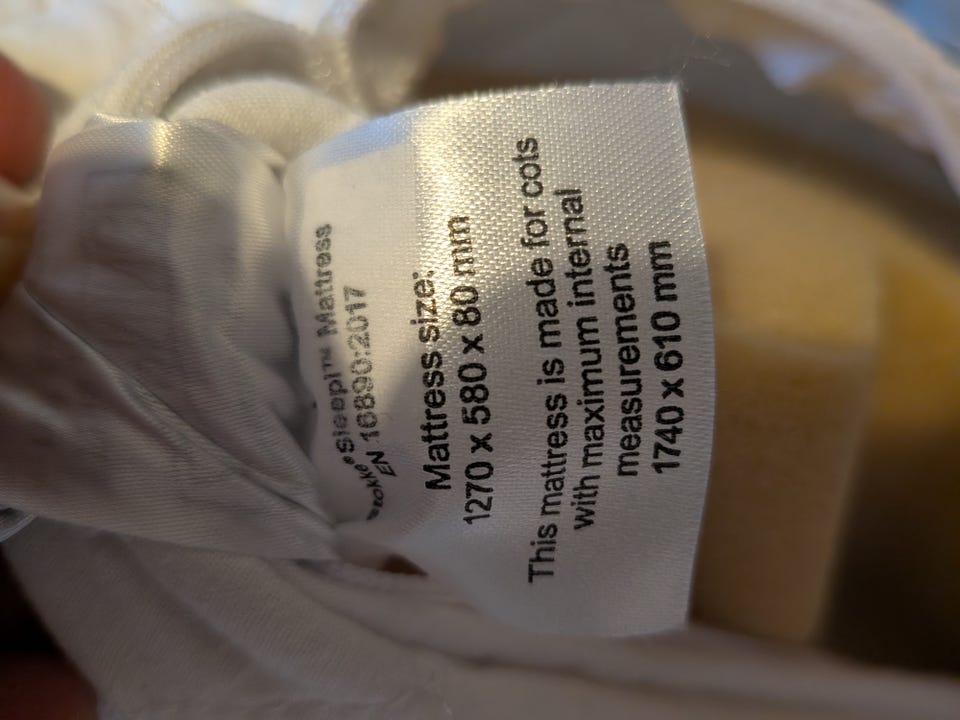 Stokke® Sleepi™ Mattress
EN 16890:2017
Mattress size:
1270 x 580 x 80 mm
This mattress is made for cots
with maximum internal
measurements
1740 x 610 mm